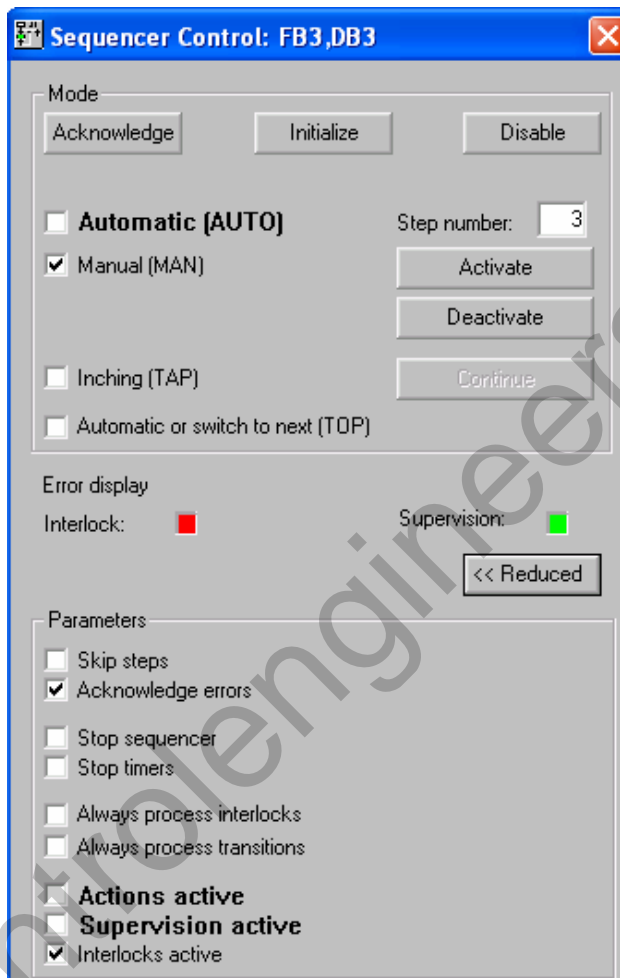 Sequencer Control: FB3,DB3
Mode
Acknowledge Initialize Disable
Automatic (AUTO) Step number: 3
Manual (MAN) Activate
Deactivate
Inching (TAP) Continue
Automatic or switch to next (TOP)
Error display
Interlock: Supervision:
<< Reduced
Parameters
Skip steps
Acknowledge errors
Stop sequencer
Stop timers
Always process interlocks
Always process transitions
Actions active
Supervision active
Interlocks active
ntrolengineers